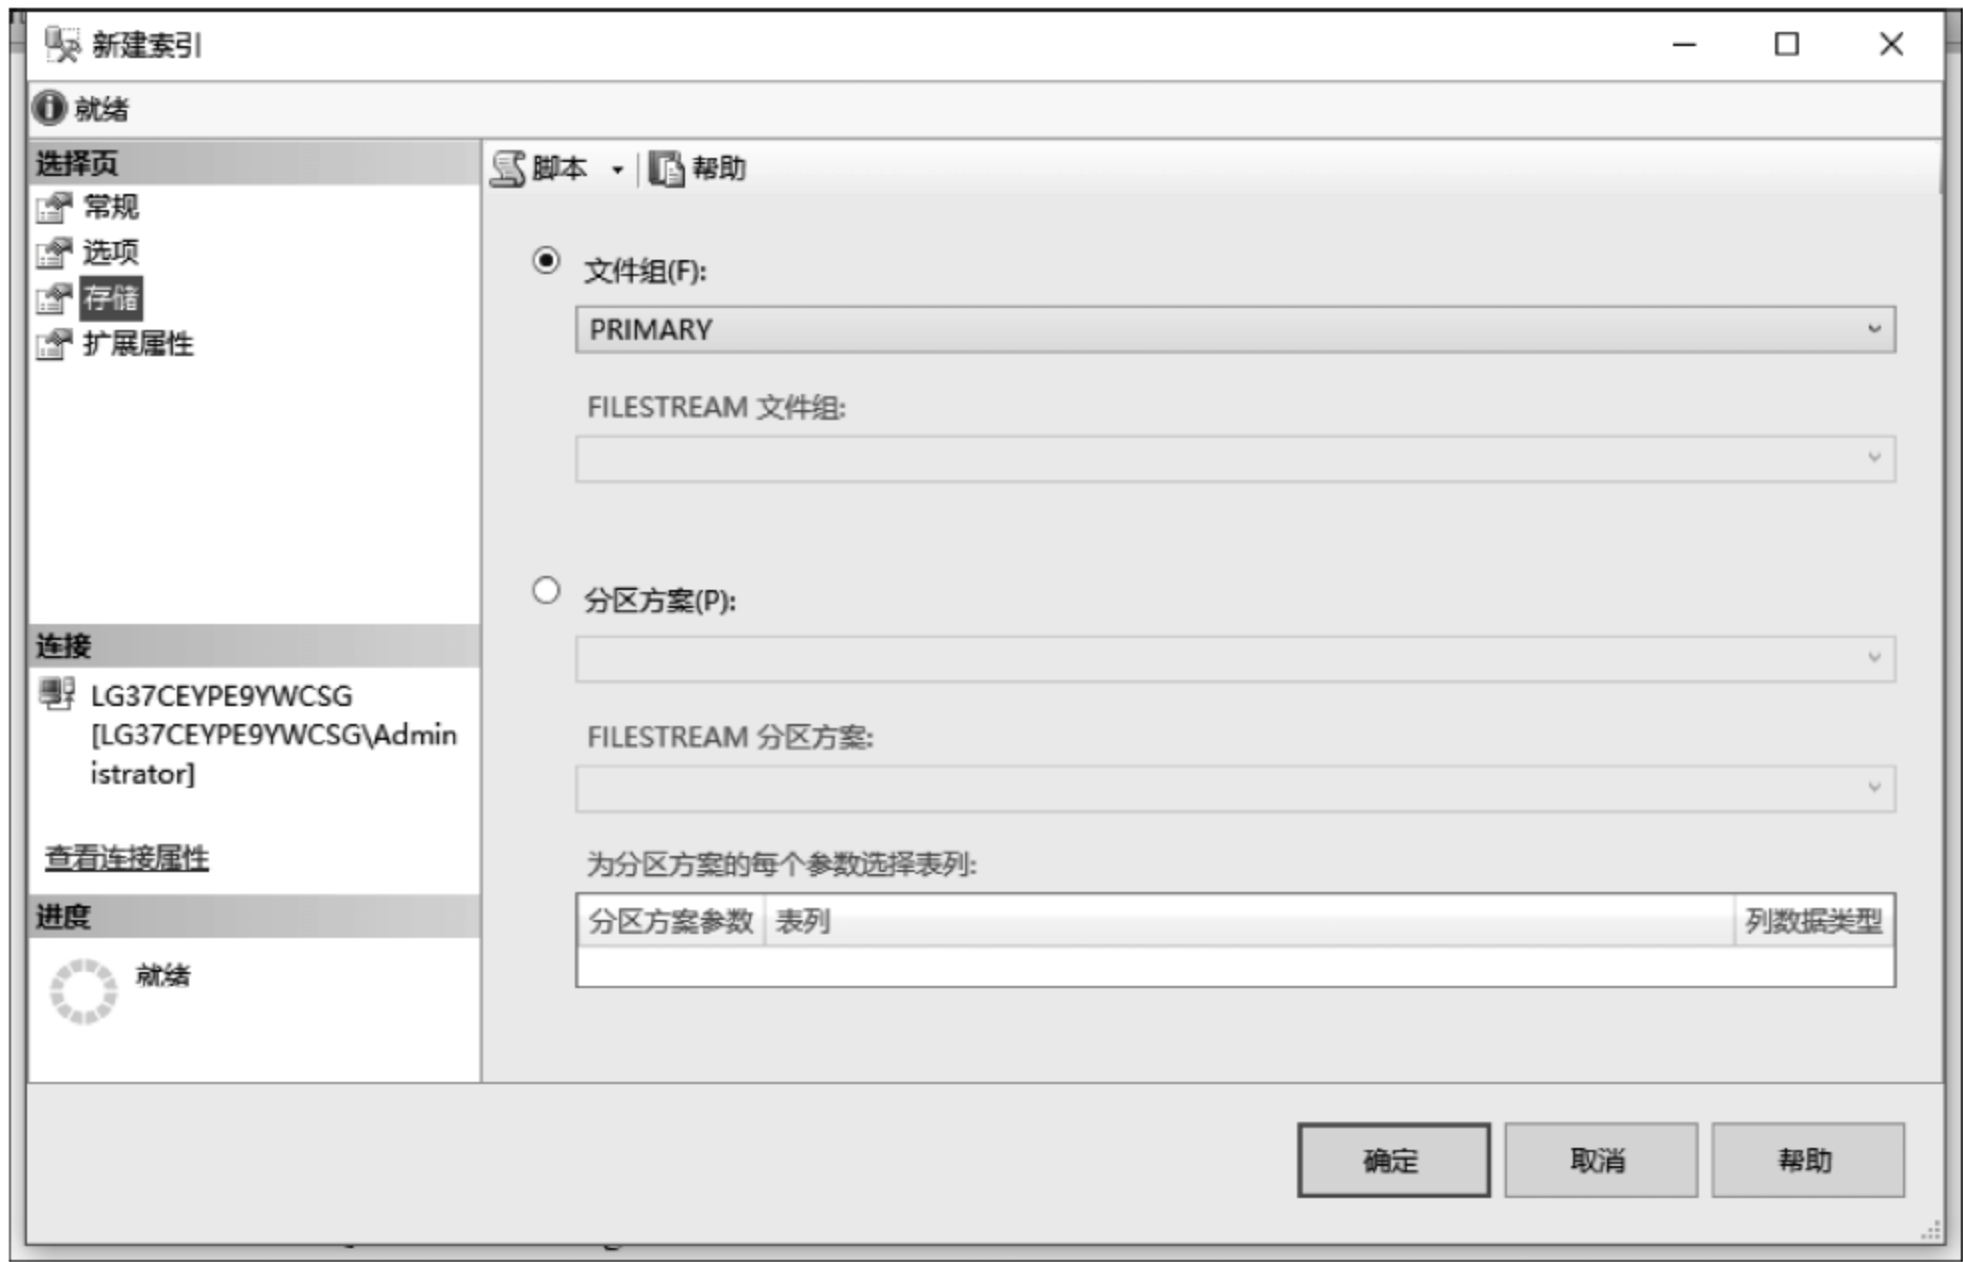 新建索引
就绪
选择页
常规
选项
存储
扩展属性
连接
LG37CEYPE9YWCSG
[LG37CEYPE9YWCSG\Admin
istrator]
查看连接属性
进度
就绪
脚本 帮助
文件组(F):
PRIMARY
FILESTREAM 文件组:
分区方案(P):
FILESTREAM 分区方案:
为分区方案的每个参数选择表列:
分区方案参数 表列 列数据类型
确定 取消 帮助